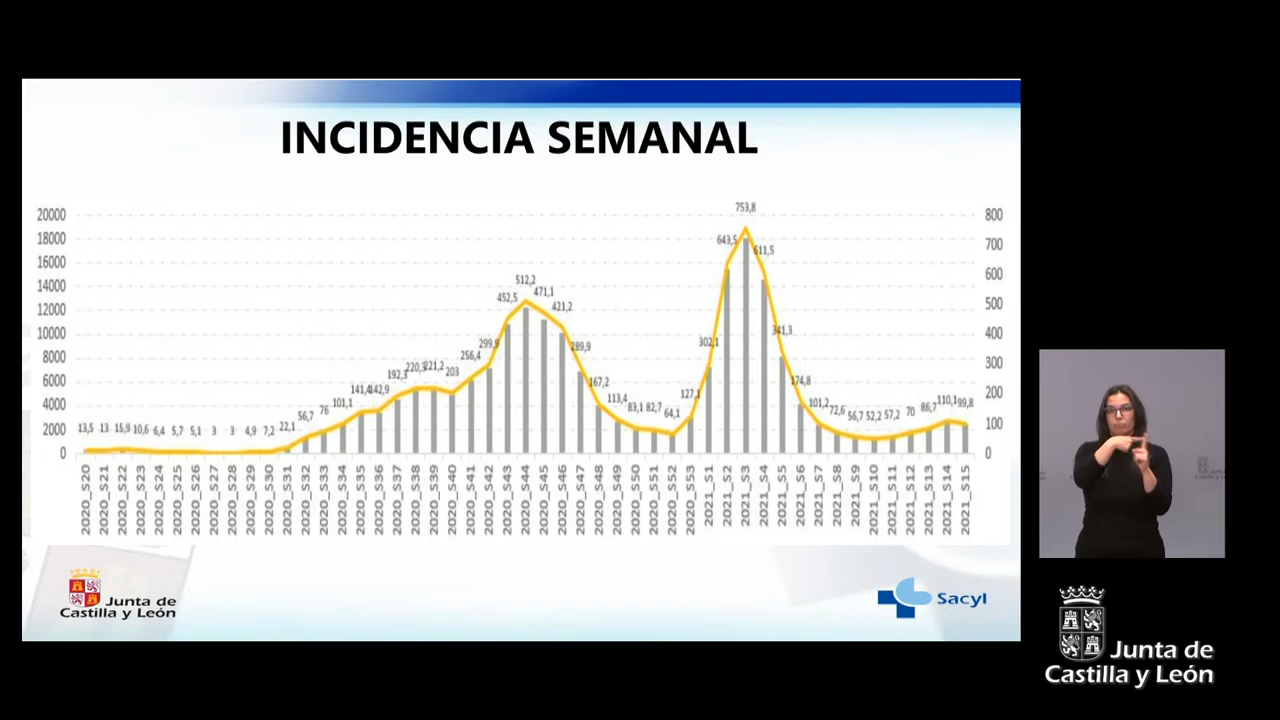 INCIDENCIA SEMANAL
20000
18000
16000
14000
12000
10000
8000
6000
4000
2000
0
800
700
600
500
400
300
200
100
0
13,5 13 15,9 10,6 6,4 5,7 5,1 3 3 4,9 7,2 22,1 56,7 76 101,1 141,4 142,9 192,3 220,3 221,2 203 256,4 299,9 452,5 512,2 471,1 421,2 289,9 167,2 113,4 83,1 82,7 64,1 127,1 302,1 643,5 753,8 611,5 341,3 174,8 101,2 72,6 56,7 52,2 57,2 70 86,7 110,1 99,8
2020_S20 2020_S21 2020_S22 2020_S23 2020_S24 2020_S25 2020_S26 2020_S27 2020_S28 2020_S29 2020_S30 2020_S31 2020_S32 2020_S33 2020_S34 2020_S35 2020_S36 2020_S37 2020_S38 2020_S39 2020_S40 2020_S41 2020_S42 2020_S43 2020_S44 2020_S45 2020_S46 2020_S47 2020_S48 2020_S49 2020_S50 2020_S51 2020_S52 2020_S53 2021_S1 2021_S2 2021_S3 2021_S4 2021_S5 2021_S6 2021_S7 2021_S8 2021_S9 2021_S10 2021_S11 2021_S12 2021_S13 2021_S14 2021_S15
Junta de
Castilla y León
Sacyl
Junta de
Castilla y León